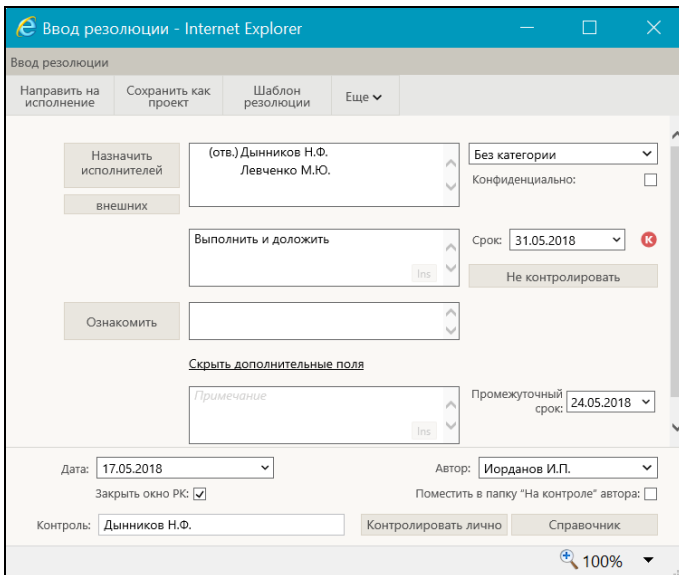 Ввод резолюции - Internet Explorer
Ввод резолюции
Направить на исполнение
Сохранить как проект
Шаблон резолюции
Еще
Назначить исполнителей
(отв.) Дынников Н.Ф.
Левченко М.Ю.
Без категории
Конфиденциально:
внешних
Выполнить и доложить
Ins
Срок: 31.05.2018
К
Не контролировать
Ознакомить
Скрыть дополнительные поля
Примечание
Ins
Промежуточный
срок: 24.05.2018
Дата: 17.05.2018
Автор: Иорданов И.П.
Закрыть окно РК:
Поместить в папку "На контроле" автора:
Контроль: Дынников Н.Ф.
Контролировать лично
Справочник
100%